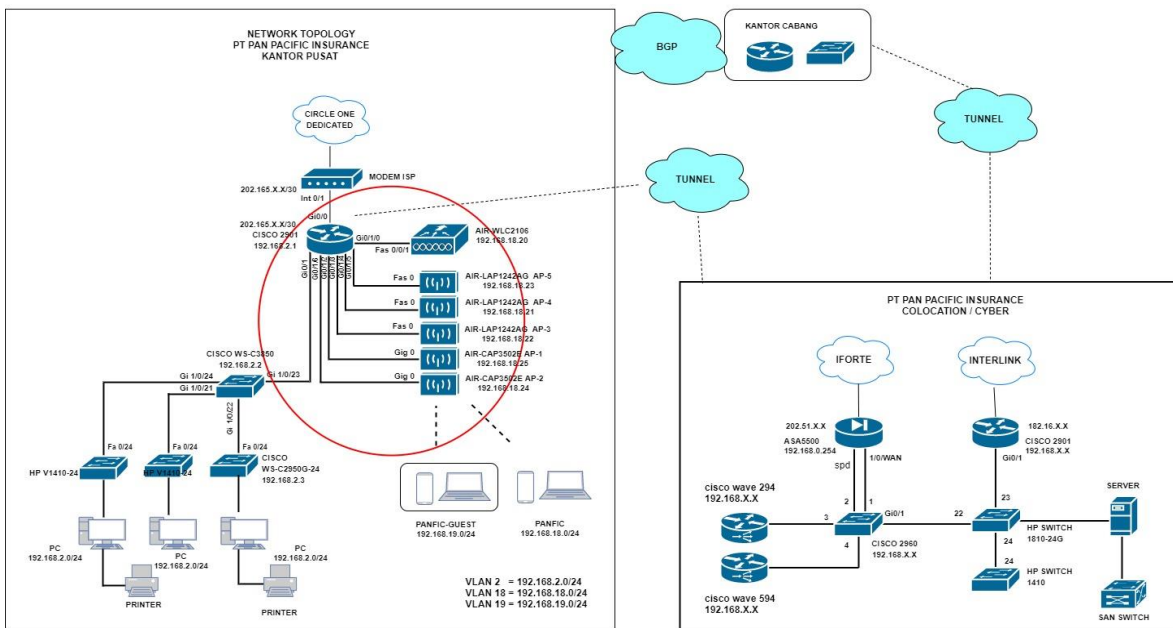 NETWORK TOPOLOGY
PT PAN PACIFIC INSURANCE
KANTOR PUSAT
CIRCLE ONE
DEDICATED
MODEM ISP
202.165.X.X/30
Int 0/1
Gi0/0
202.165.X.X/30
CISCO 2901
192.168.2.1
Gi0/1/0
Fas 0/0/1
AIR-WLC2106
192.168.18.20
Gi0/1
Fas 0
AIR-LAP1242AG AP-5
192.168.18.23
Fas 0
AIR-LAP1242AG AP-4
192.168.18.21
Fas 0
AIR-LAP1242AG AP-3
192.168.18.22
Gig 0
AIR-CAP3502E AP-1
192.168.18.25
Gig 0
AIR-CAP3502E AP-2
192.168.18.24
CISCO WS-C3850
192.168.2.2
Gi 1/0/24
Gi 1/0/21
Gi 1/0/23
Gi 1/0/22
Fa 0/24
Fa 0/24
Fa 0/24
HP V1410-24
HP V1410-24
CISCO
WS-C2950G-24
192.168.2.3
PC
192.168.2.0/24
PC
192.168.2.0/24
PC
192.168.2.0/24
PRINTER
PRINTER
PANFIC-GUEST
192.168.19.0/24
PANFIC
192.168.18.0/24
VLAN 2 = 192.168.2.0/24
VLAN 18 = 192.168.18.0/24
VLAN 19 = 192.168.19.0/24
BGP
KANTOR CABANG
TUNNEL
TUNNEL
PT PAN PACIFIC INSURANCE
COLOCATION / CYBER
IFORTE
INTERLINK
202.51.X.X
ASA5500
192.168.0.254
1/0/WAN
spd
182.16.X.X
CISCO 2901
192.168.X.X
Gi0/1
cisco wave 294
192.168.X.X
2
1
3
4
Gi0/1
CISCO 2960
192.168.X.X
22
23
24
24
HP SWITCH
1810-24G
HP SWITCH
1410
SERVER
SAN SWITCH
cisco wave 594
192.168.X.X